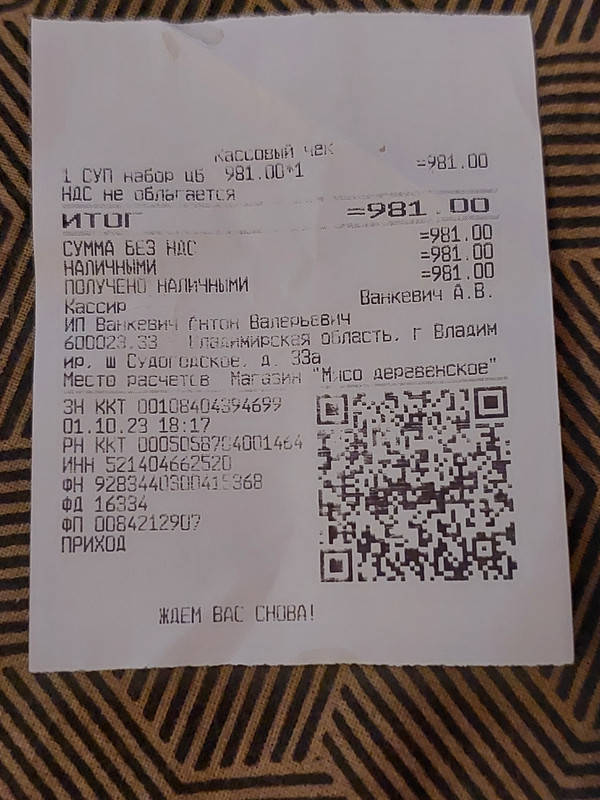 Кассовый чек
1 СУП набор цб 981.00*1 =981.00
НДС не облагается
ИТОГ =981.00
СУММА БЕЗ НДС =981.00
НАЛИЧНЫМИ =981.00
ПОЛУЧЕНО НАЛИЧНЫМИ =981.00
Кассир Ванкевич А.В.
ИП Ванкевич Антон Валерьевич
600023,33 Владимирская область, г Владим
ир, ш Судогодское, д. 33а
Место расчетов Магазин "Мясо деревенское"
ЗН ККТ 00108404394699
01.10.23 18:17
РН ККТ
ИНН 521404662520
ФН
ФД 16334
ФП 0084212907
ПРИХОД
ЖДЕМ ВАС СНОВА!